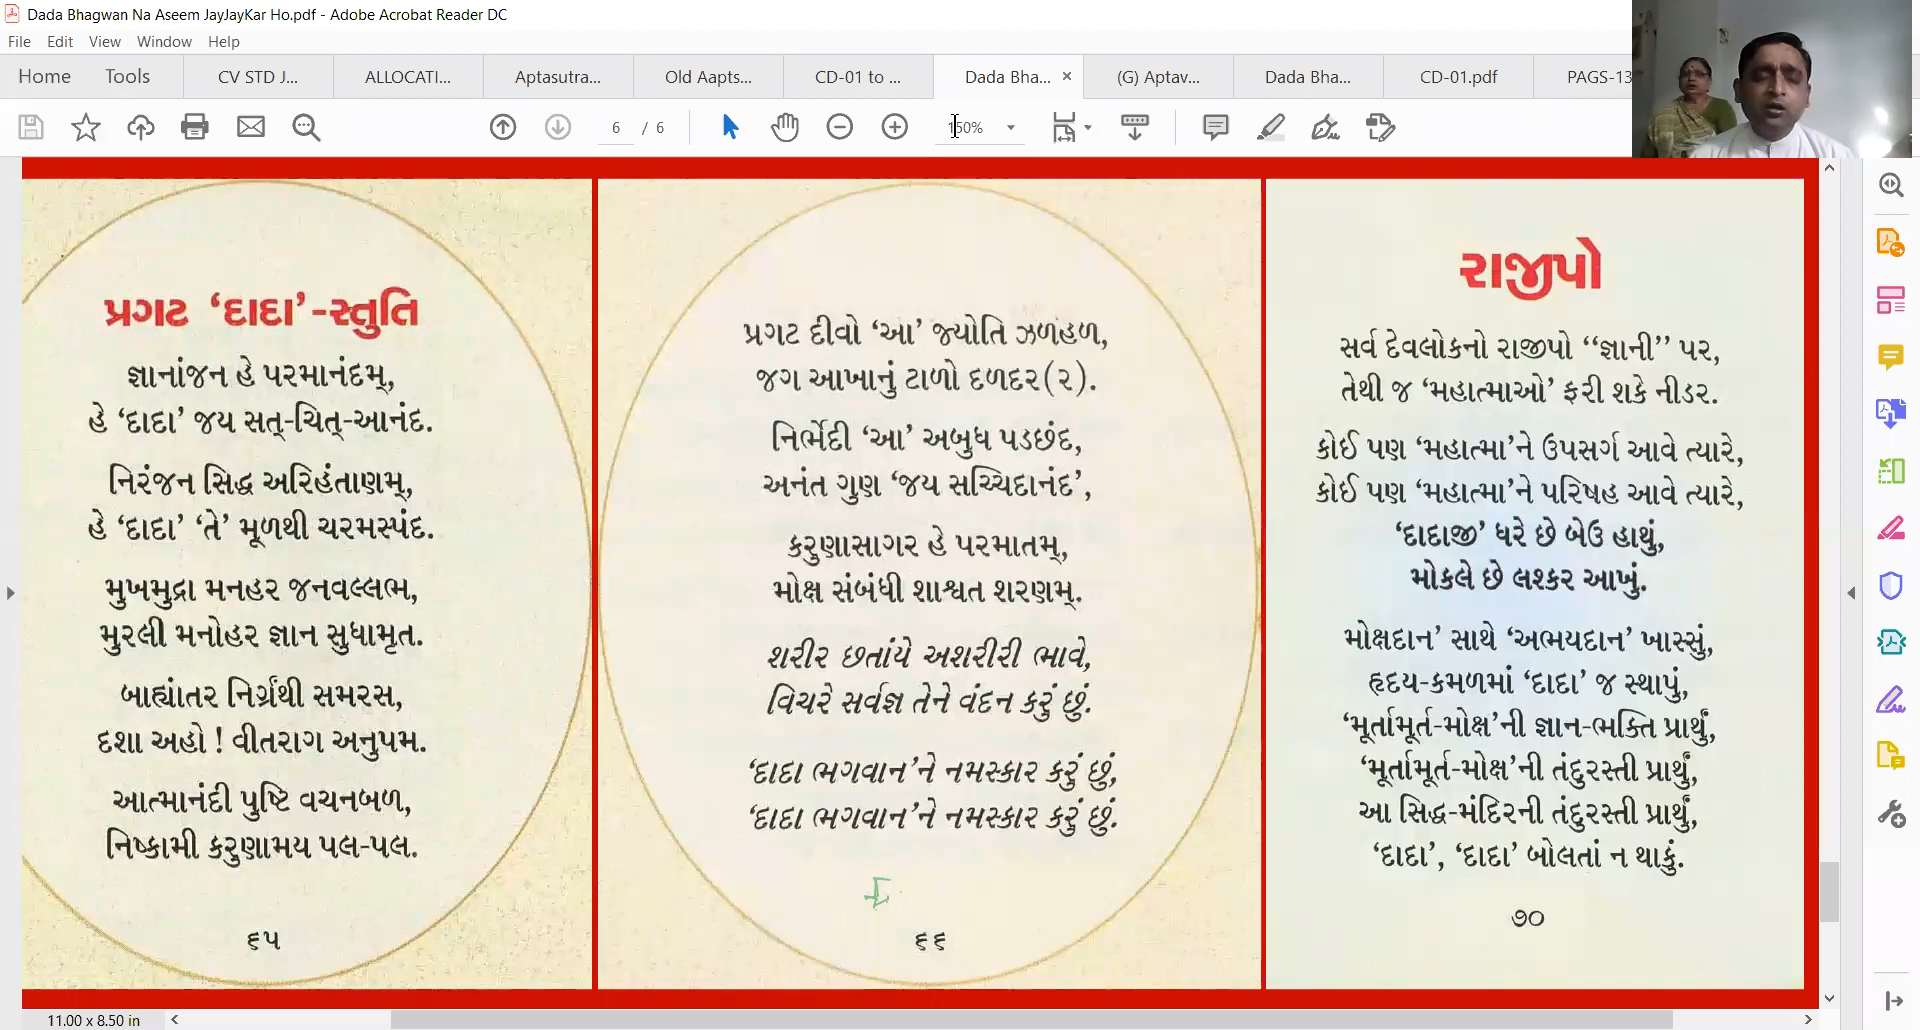 Dada Bhagwan Na Aseem JayJayKar Ho.pdf - Adobe Acrobat Reader DC
File Edit View Window Help
Home Tools CV STD J... ALLOCATI... Aptasutra... Old Aapts... CD-01 to ... Dada Bha... × (G) Aptav... Dada Bha... CD-01.pdf PAGS-13
6 / 6 150%
પ્રગટ ‘દાદા’-સ્તુતિ
જ્ઞાનાંજન હે પરમાનંદમ્,
હે ‘દાદા’ જય સત્-ચિત્-આનંદ.
નિરંજન સિદ્ધ અરિહંતાણમ્,
હે ‘દાદા’ ‘તે’ મૂળથી ચરમસ્પંદ.
મુખમુદ્રા મનહર જનવલ્લભ,
મુરલી મનોહર જ્ઞાન સુધામૃત.
બાહ્યાંતર નિર્ગ્રંથી સમરસ,
દશા અહો ! વીતરાગ અનુપમ.
આત્માનંદી પુષ્ટિ વચનબળ,
નિષ્કામી કરુણામય પલ-પલ.
૬૫
પ્રગટ દીવો ‘આ’ જ્યોતિ ઝળહળ,
જગ આખાનું ટાળો દળદર(૨).
નિર્ભેદી ‘આ’ અબુધ પડછંદ,
અનંત ગુણ ‘જય સચ્ચિદાનંદ’,
કરુણાસાગર હે પરમાતમ્,
મોક્ષ સંબંધી શાશ્વત શરણમ્.
શરીર છતાંયે અશરીરી ભાવે,
વિચરે સર્વજ્ઞ તેને વંદન કરું છું.
‘દાદા ભગવાન’ને નમસ્કાર કરું છું,
‘દાદા ભગવાન’ને નમસ્કાર કરું છું.
૬૬
રાજીપો
સર્વ દેવલોકનો રાજીપો “જ્ઞાની” પર,
તેથી જ ‘મહાત્માઓ’ ફરી શકે નીડર.
કોઈ પણ ‘મહાત્મા’ને ઉપસર્ગ આવે ત્યારે,
કોઈ પણ ‘મહાત્મા’ને પરિષહ આવે ત્યારે,
‘દાદાજી’ ધરે છે બેઉ હાથું,
મોકલે છે લશ્કર આખું.
મોક્ષદાન’ સાથે ‘અભયદાન’ ખાસ્સું,
હૃદય-કમળમાં ‘દાદા’ જ સ્થાપું,
‘મૂર્તામૂર્ત-મોક્ષ’ની જ્ઞાન-ભક્તિ પ્રાર્થું,
‘મૂર્તામૂર્ત-મોક્ષ’ની તંદુરસ્તી પ્રાર્થું,
આ સિદ્ધ-મંદિરની તંદુરસ્તી પ્રાર્થું,
‘દાદા’, ‘દાદા’ બોલતાં ન થાકું.
૭૦
11.00 x 8.50 in